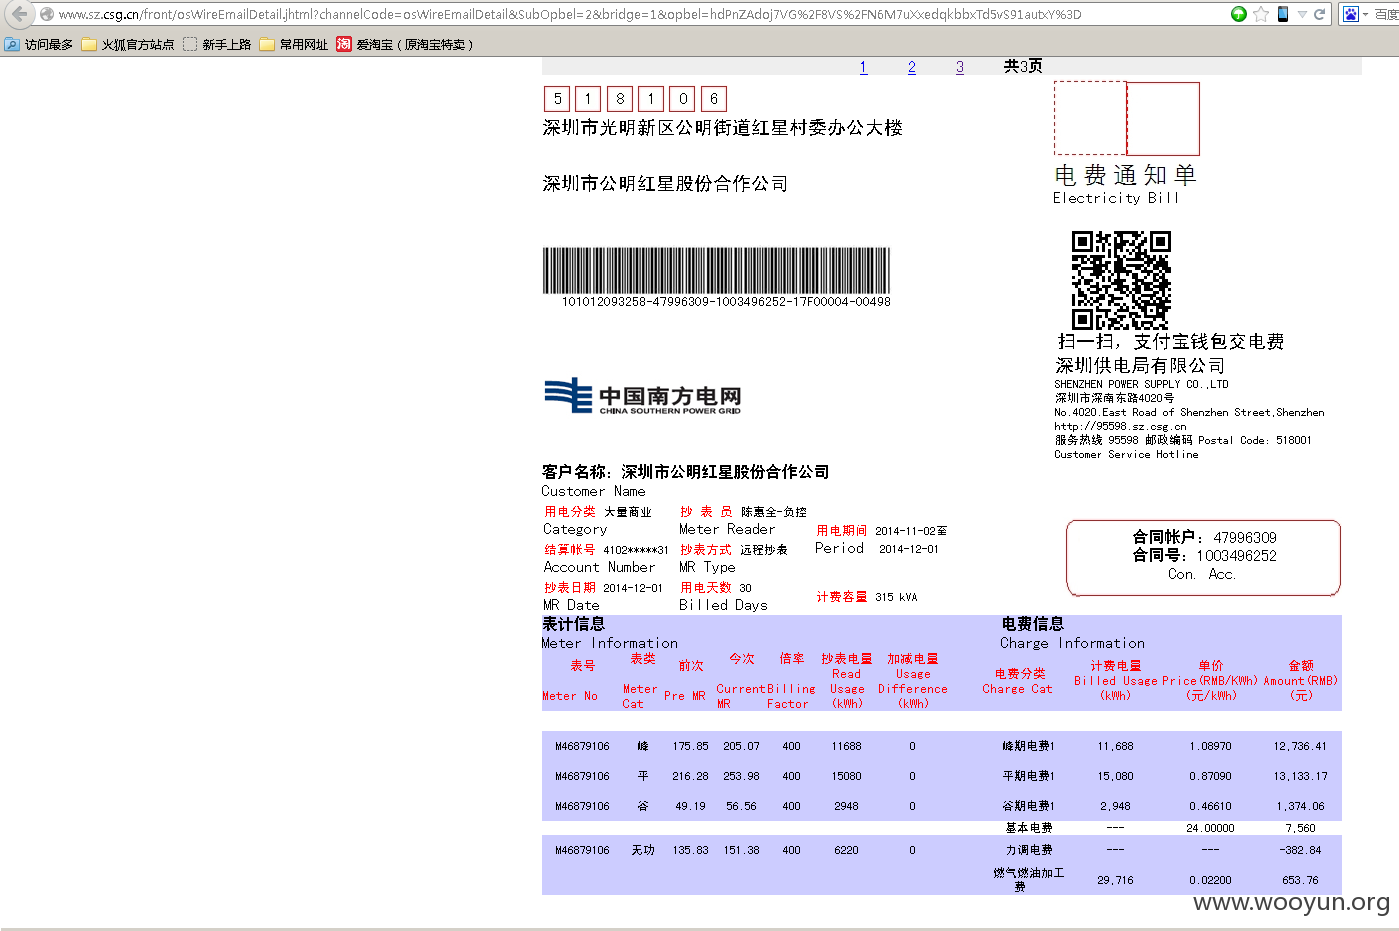 www.sz.csg.cn/front/osWireEmailDetail.jhtml?channelCode=osWireEmailDetail&SubOpbel=2&bridge=1&opbel=hdPnZAdoj7VG%2F8VS%2FN6M7uXxedqkbbxTd5vS91autxY%3D
百度
访问最多 火狐官方站点 新手上路 常用网址 爱淘宝（原淘宝特卖）
1 2 3 共3页
5 1 8 1 0 6
深圳市光明新区公明街道红星村委办公大楼
深圳市公明红星股份合作公司
电费通知单
Electricity Bill
101012093258-47996309-1003496252-17F00004-00498
扫一扫，支付宝钱包交电费
深圳供电局有限公司
SHENZHEN POWER SUPPLY CO.,LTD
深圳市深南东路4020号
No.4020.East Road of Shenzhen Street,Shenzhen
http://95598.sz.csg.cn
服务热线 95598 邮政编码 Postal Code: 518001
Customer Service Hotline
中国南方电网
CHINA SOUTHERN POWER GRID
客户名称: 深圳市公明红星股份合作公司
Customer Name
用电分类 大量商业 抄 表 员 陈惠全-负控
Category Meter Reader
用电期间 2014-11-02至
Period 2014-12-01
结算帐号 4102*****31 抄表方式 远程抄表
Account Number MR Type
抄表日期 2014-12-01 用电天数 30
MR Date Billed Days
计费容量 315 kVA
合同帐户: 47996309
合同号: 1003496252
Con. Acc.
表计信息 电费信息
Meter Information Charge Information
表号 表类 前次 今次 倍率 抄表电量 加减电量 电费分类 计费电量 单价 金额
Meter No Meter Cat Pre MR Current MR Billing Factor Read Usage (kWh) Usage Difference (kWh) Charge Cat Billed Usage (kWh) Price(RMB/KWh) (元/kWh) Amount(RMB) (元)
M46879106 峰 175.85 205.07 400 11688 0 峰期电费1 11,688 1.08970 12,736.41
M46879106 平 216.28 253.98 400 15080 0 平期电费1 15,080 0.87090 13,133.17
M46879106 谷 49.19 56.56 400 2948 0 谷期电费1 2,948 0.46610 1,374.06
基本电费 --- 24.00000 7,560
M46879106 无功 135.83 151.38 400 6220 0 力调电费 --- --- -382.84
燃气燃油加工费 29,716 0.02200 653.76
www.wooyun.org